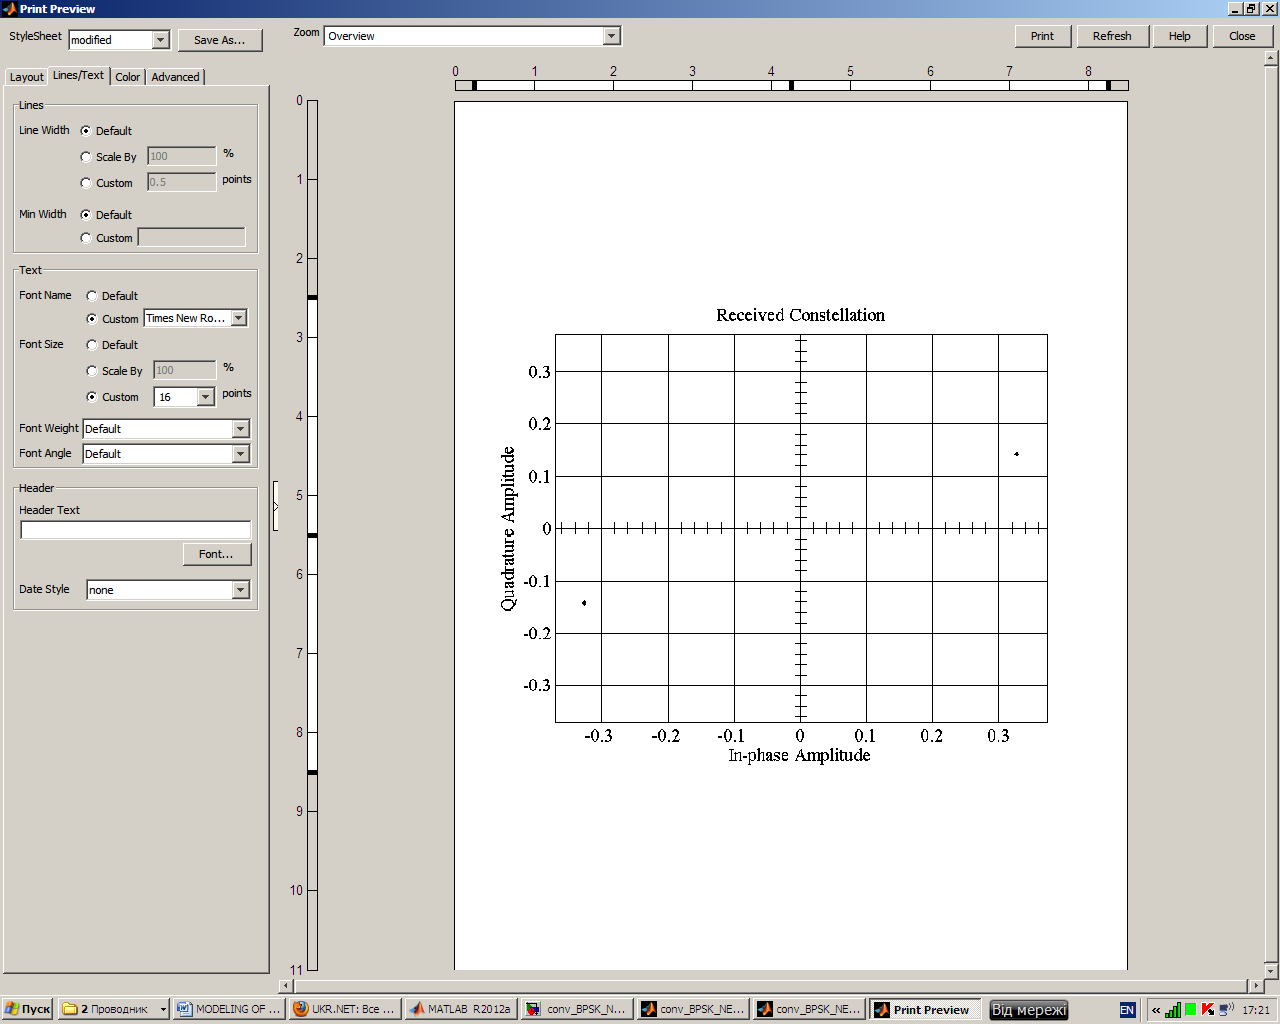 Print Preview
StyleSheet modified Save As... Zoom Overview Print Refresh Help Close
Layout Lines/Text Color Advanced
Lines
Line Width Default
Scale By 100 %
Custom 0.5 points
Min Width Default
Custom
Text
Font Name Default
Custom Times New Ro...
Font Size Default
Scale By 100 %
Custom 16 points
Font Weight Default
Font Angle Default
Header
Header Text
Font...
Date Style none
0 1 2 3 4 5 6 7 8
0
1
2
3
4
5
6
7
8
9
10
11
Received Constellation
Quadrature Amplitude
0.3
0.2
0.1
0
-0.1
-0.2
-0.3
-0.3 -0.2 -0.1 0 0.1 0.2 0.3
In-phase Amplitude
Пуск 2 Проводник MODELING OF ... UKR.NET: Все ... MATLAB R2012a conv_BPSK_N... conv_BPSK_NE... conv_BPSK_NE... Print Preview Від мережі EN « 17:21